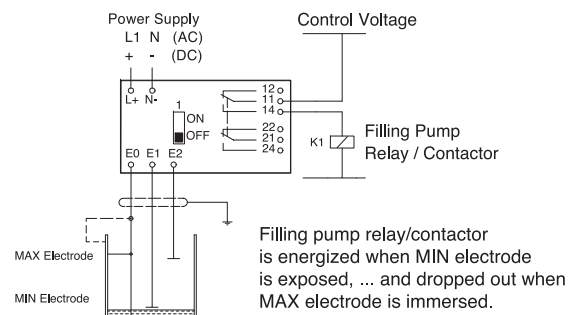 Power Supply
L1 N (AC)
+ - (DC)
Control Voltage
L+ N-
1
ON
OFF
12
11
14
22
21
24
E0 E1 E2
K1
Filling Pump
Relay / Contactor
MAX Electrode
MIN Electrode
Filling pump relay/contactor
is energized when MIN electrode
is exposed, ... and dropped out when
MAX electrode is immersed.